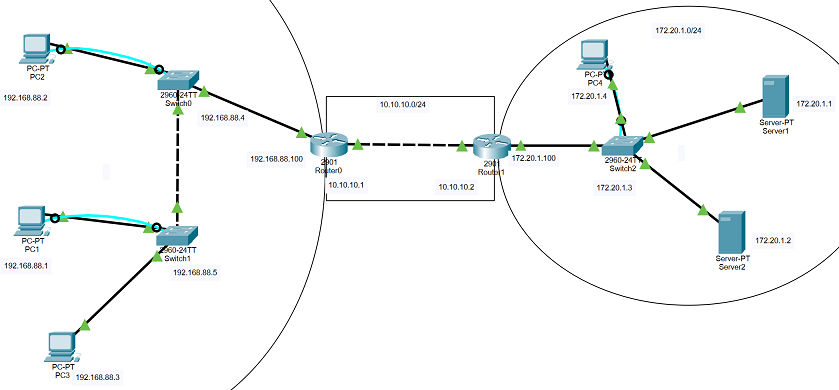 PC-PT
PC2
192.168.88.2
2960-24TT
Switch0
192.168.88.4
192.168.88.100
2901
Router0
10.10.10.0/24
10.10.10.1
10.10.10.2
2901
Router1
172.20.1.100
172.20.1.0/24
PC-PT
PC4
172.20.1.4
2960-24TT
Switch2
172.20.1.3
Server-PT
Server1
172.20.1.1
Server-PT
Server2
172.20.1.2
PC-PT
PC1
192.168.88.1
2960-24TT
Switch1
192.168.88.5
PC-PT
PC3
192.168.88.3